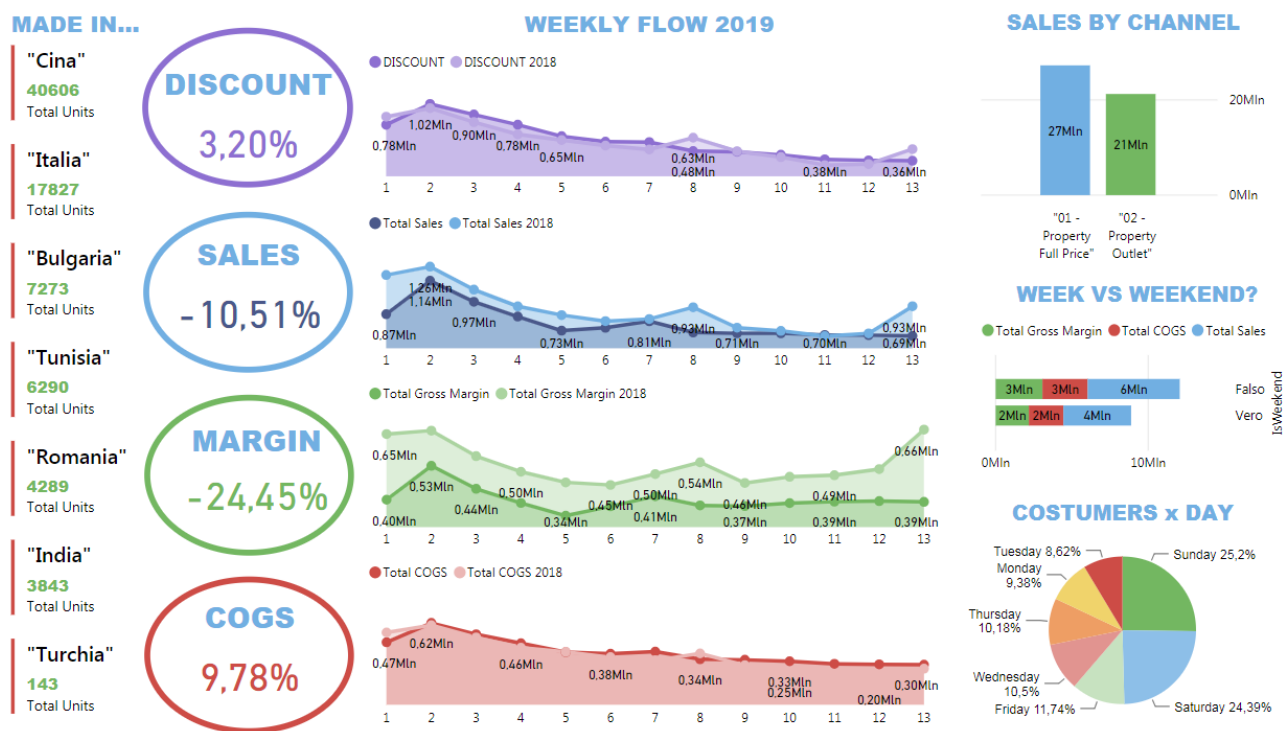 MADE IN...
"Cina"
40606
Total Units
"Italia"
17827
Total Units
"Bulgaria"
7273
Total Units
"Tunisia"
6290
Total Units
"Romania"
4289
Total Units
"India"
3843
Total Units
"Turchia"
143
Total Units
DISCOUNT
3,20%
SALES
-10,51%
MARGIN
-24,45%
COGS
9,78%
WEEKLY FLOW 2019
DISCOUNT DISCOUNT 2018
0,78Mln 1,02Mln 0,90Mln 0,78Mln 0,65Mln 0,63Mln 0,48Mln 0,38Mln 0,36Mln
1 2 3 4 5 6 7 8 9 10 11 12 13
Total Sales Total Sales 2018
0,87Mln 1,26Mln 1,14Mln 0,97Mln 0,73Mln 0,81Mln 0,93Mln 0,71Mln 0,70Mln 0,93Mln 0,69Mln
1 2 3 4 5 6 7 8 9 10 11 12 13
Total Gross Margin Total Gross Margin 2018
0,65Mln 0,50Mln 0,45Mln 0,50Mln 0,54Mln 0,46Mln 0,49Mln 0,66Mln
0,40Mln 0,53Mln 0,44Mln 0,34Mln 0,41Mln 0,37Mln 0,39Mln 0,39Mln
1 2 3 4 5 6 7 8 9 10 11 12 13
Total COGS Total COGS 2018
0,47Mln 0,62Mln 0,46Mln 0,38Mln 0,34Mln 0,33Mln 0,25Mln 0,20Mln 0,30Mln
1 2 3 4 5 6 7 8 9 10 11 12 13
SALES BY CHANNEL
20Mln
27Mln 21Mln
0Mln
"01 - "02 -
Property Property
Full Price" Outlet"
WEEK VS WEEKEND?
Total Gross Margin Total COGS Total Sales
3Mln 3Mln 6Mln Falso
2Mln 2Mln 4Mln Vero
IsWeekend
0Mln 10Mln
COSTUMERS x DAY
Tuesday 8,62%
Sunday 25,2%
Monday
9,38%
Thursday
10,18%
Wednesday
10,5%
Friday 11,74%
Saturday 24,39%